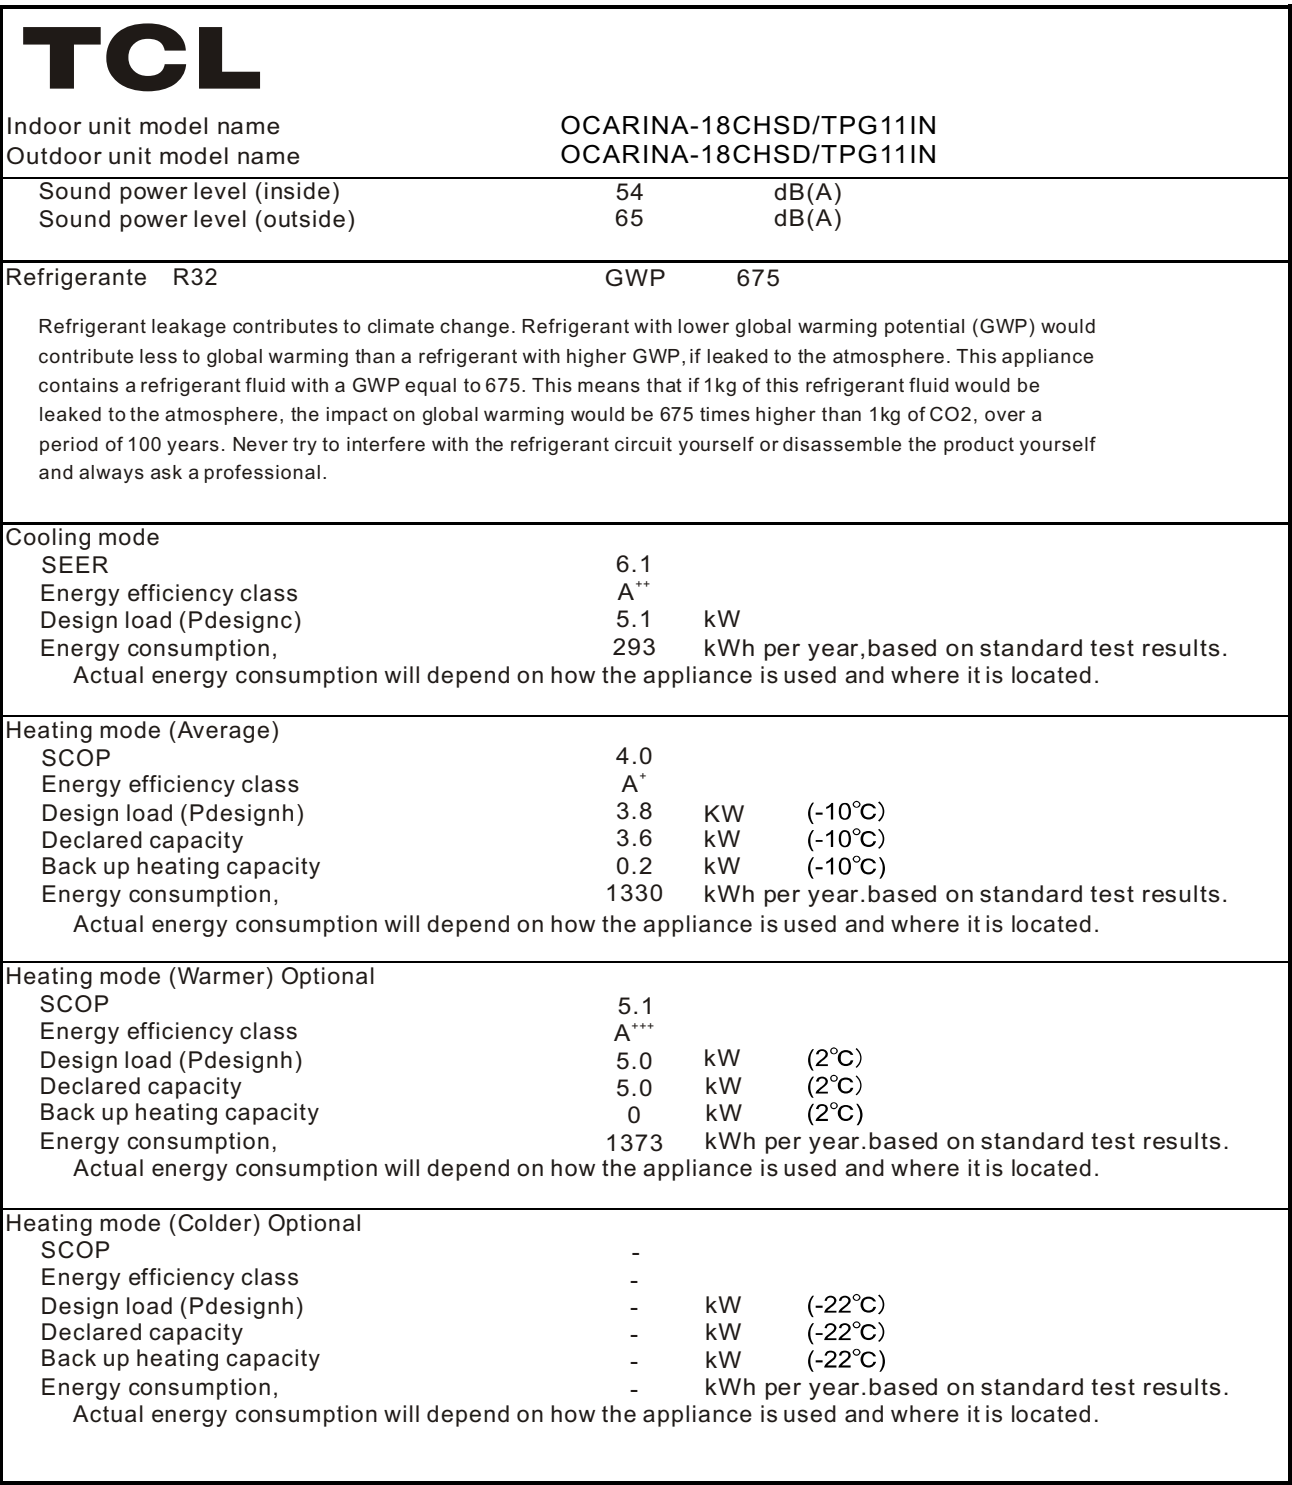 TCL
Indoor unit model name OCARINA-18CHSD/TPG11IN
Outdoor unit model name OCARINA-18CHSD/TPG11IN
Sound power level (inside) 54 dB(A)
Sound power level (outside) 65 dB(A)
Refrigerante R32 GWP 675
Refrigerant leakage contributes to climate change. Refrigerant with lower global warming potential (GWP) would
contribute less to global warming than a refrigerant with higher GWP, if leaked to the atmosphere. This appliance
contains a refrigerant fluid with a GWP equal to 675. This means that if 1kg of this refrigerant fluid would be
leaked to the atmosphere, the impact on global warming would be 675 times higher than 1kg of CO2, over a
period of 100 years. Never try to interfere with the refrigerant circuit yourself or disassemble the product yourself
and always ask a professional.
Cooling mode
SEER 6.1
Energy efficiency class A++
Design load (Pdesignc) 5.1 kW
Energy consumption, 293 kWh per year,based on standard test results.
Actual energy consumption will depend on how the appliance is used and where it is located.
Heating mode (Average)
SCOP 4.0
Energy efficiency class A+
Design load (Pdesignh) 3.8 KW (-10℃)
Declared capacity 3.6 kW (-10℃)
Back up heating capacity 0.2 kW (-10℃)
Energy consumption, 1330 kWh per year.based on standard test results.
Actual energy consumption will depend on how the appliance is used and where it is located.
Heating mode (Warmer) Optional
SCOP 5.1
Energy efficiency class A+++
Design load (Pdesignh) 5.0 kW (2℃)
Declared capacity 5.0 kW (2℃)
Back up heating capacity 0 kW (2℃)
Energy consumption, 1373 kWh per year.based on standard test results.
Actual energy consumption will depend on how the appliance is used and where it is located.
Heating mode (Colder) Optional
SCOP -
Energy efficiency class -
Design load (Pdesignh) - kW (-22℃)
Declared capacity - kW (-22℃)
Back up heating capacity - kW (-22℃)
Energy consumption, - kWh per year.based on standard test results.
Actual energy consumption will depend on how the appliance is used and where it is located.